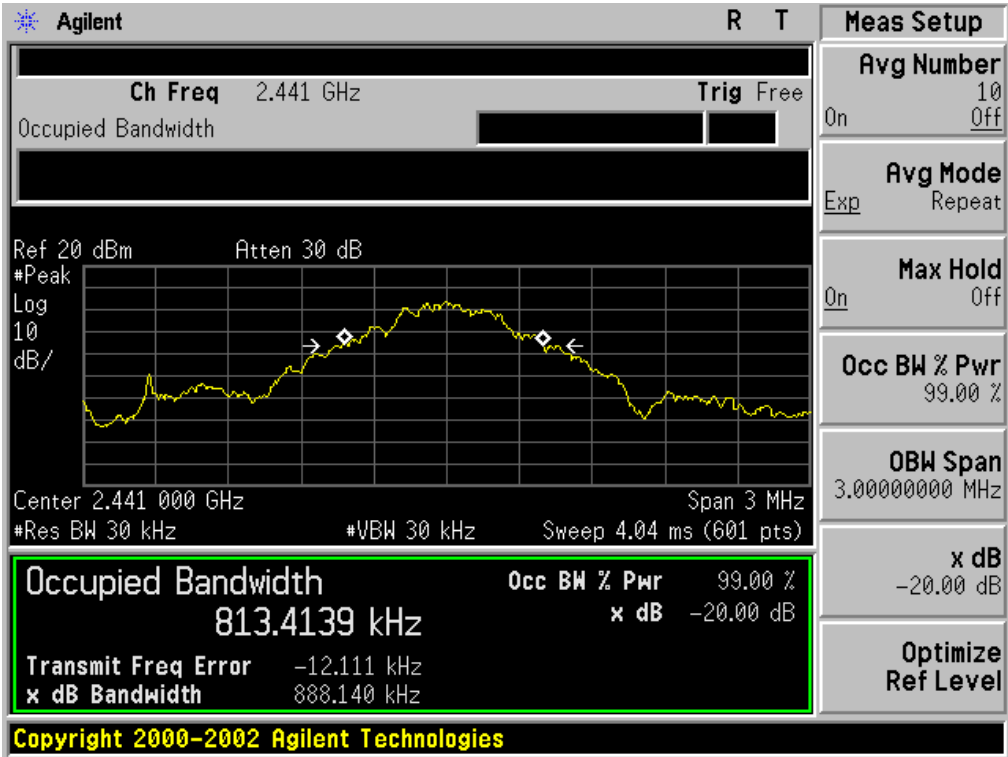 Agilent R T
Ch Freq 2.441 GHz Trig Free
Occupied Bandwidth
Ref 20 dBm Atten 30 dB
#Peak
Log
10
dB/
Center 2.441 000 GHz Span 3 MHz
#Res BW 30 kHz #VBW 30 kHz Sweep 4.04 ms (601 pts)
Occupied Bandwidth Occ BW % Pwr 99.00 %
813.4139 kHz x dB -20.00 dB
Transmit Freq Error -12.111 kHz
x dB Bandwidth 888.140 kHz
Copyright 2000-2002 Agilent Technologies
Meas Setup
Avg Number
10
On Off
Avg Mode
Exp Repeat
Max Hold
On Off
Occ BW % Pwr
99.00 %
OBW Span
3.00000000 MHz
x dB
-20.00 dB
Optimize
Ref Level